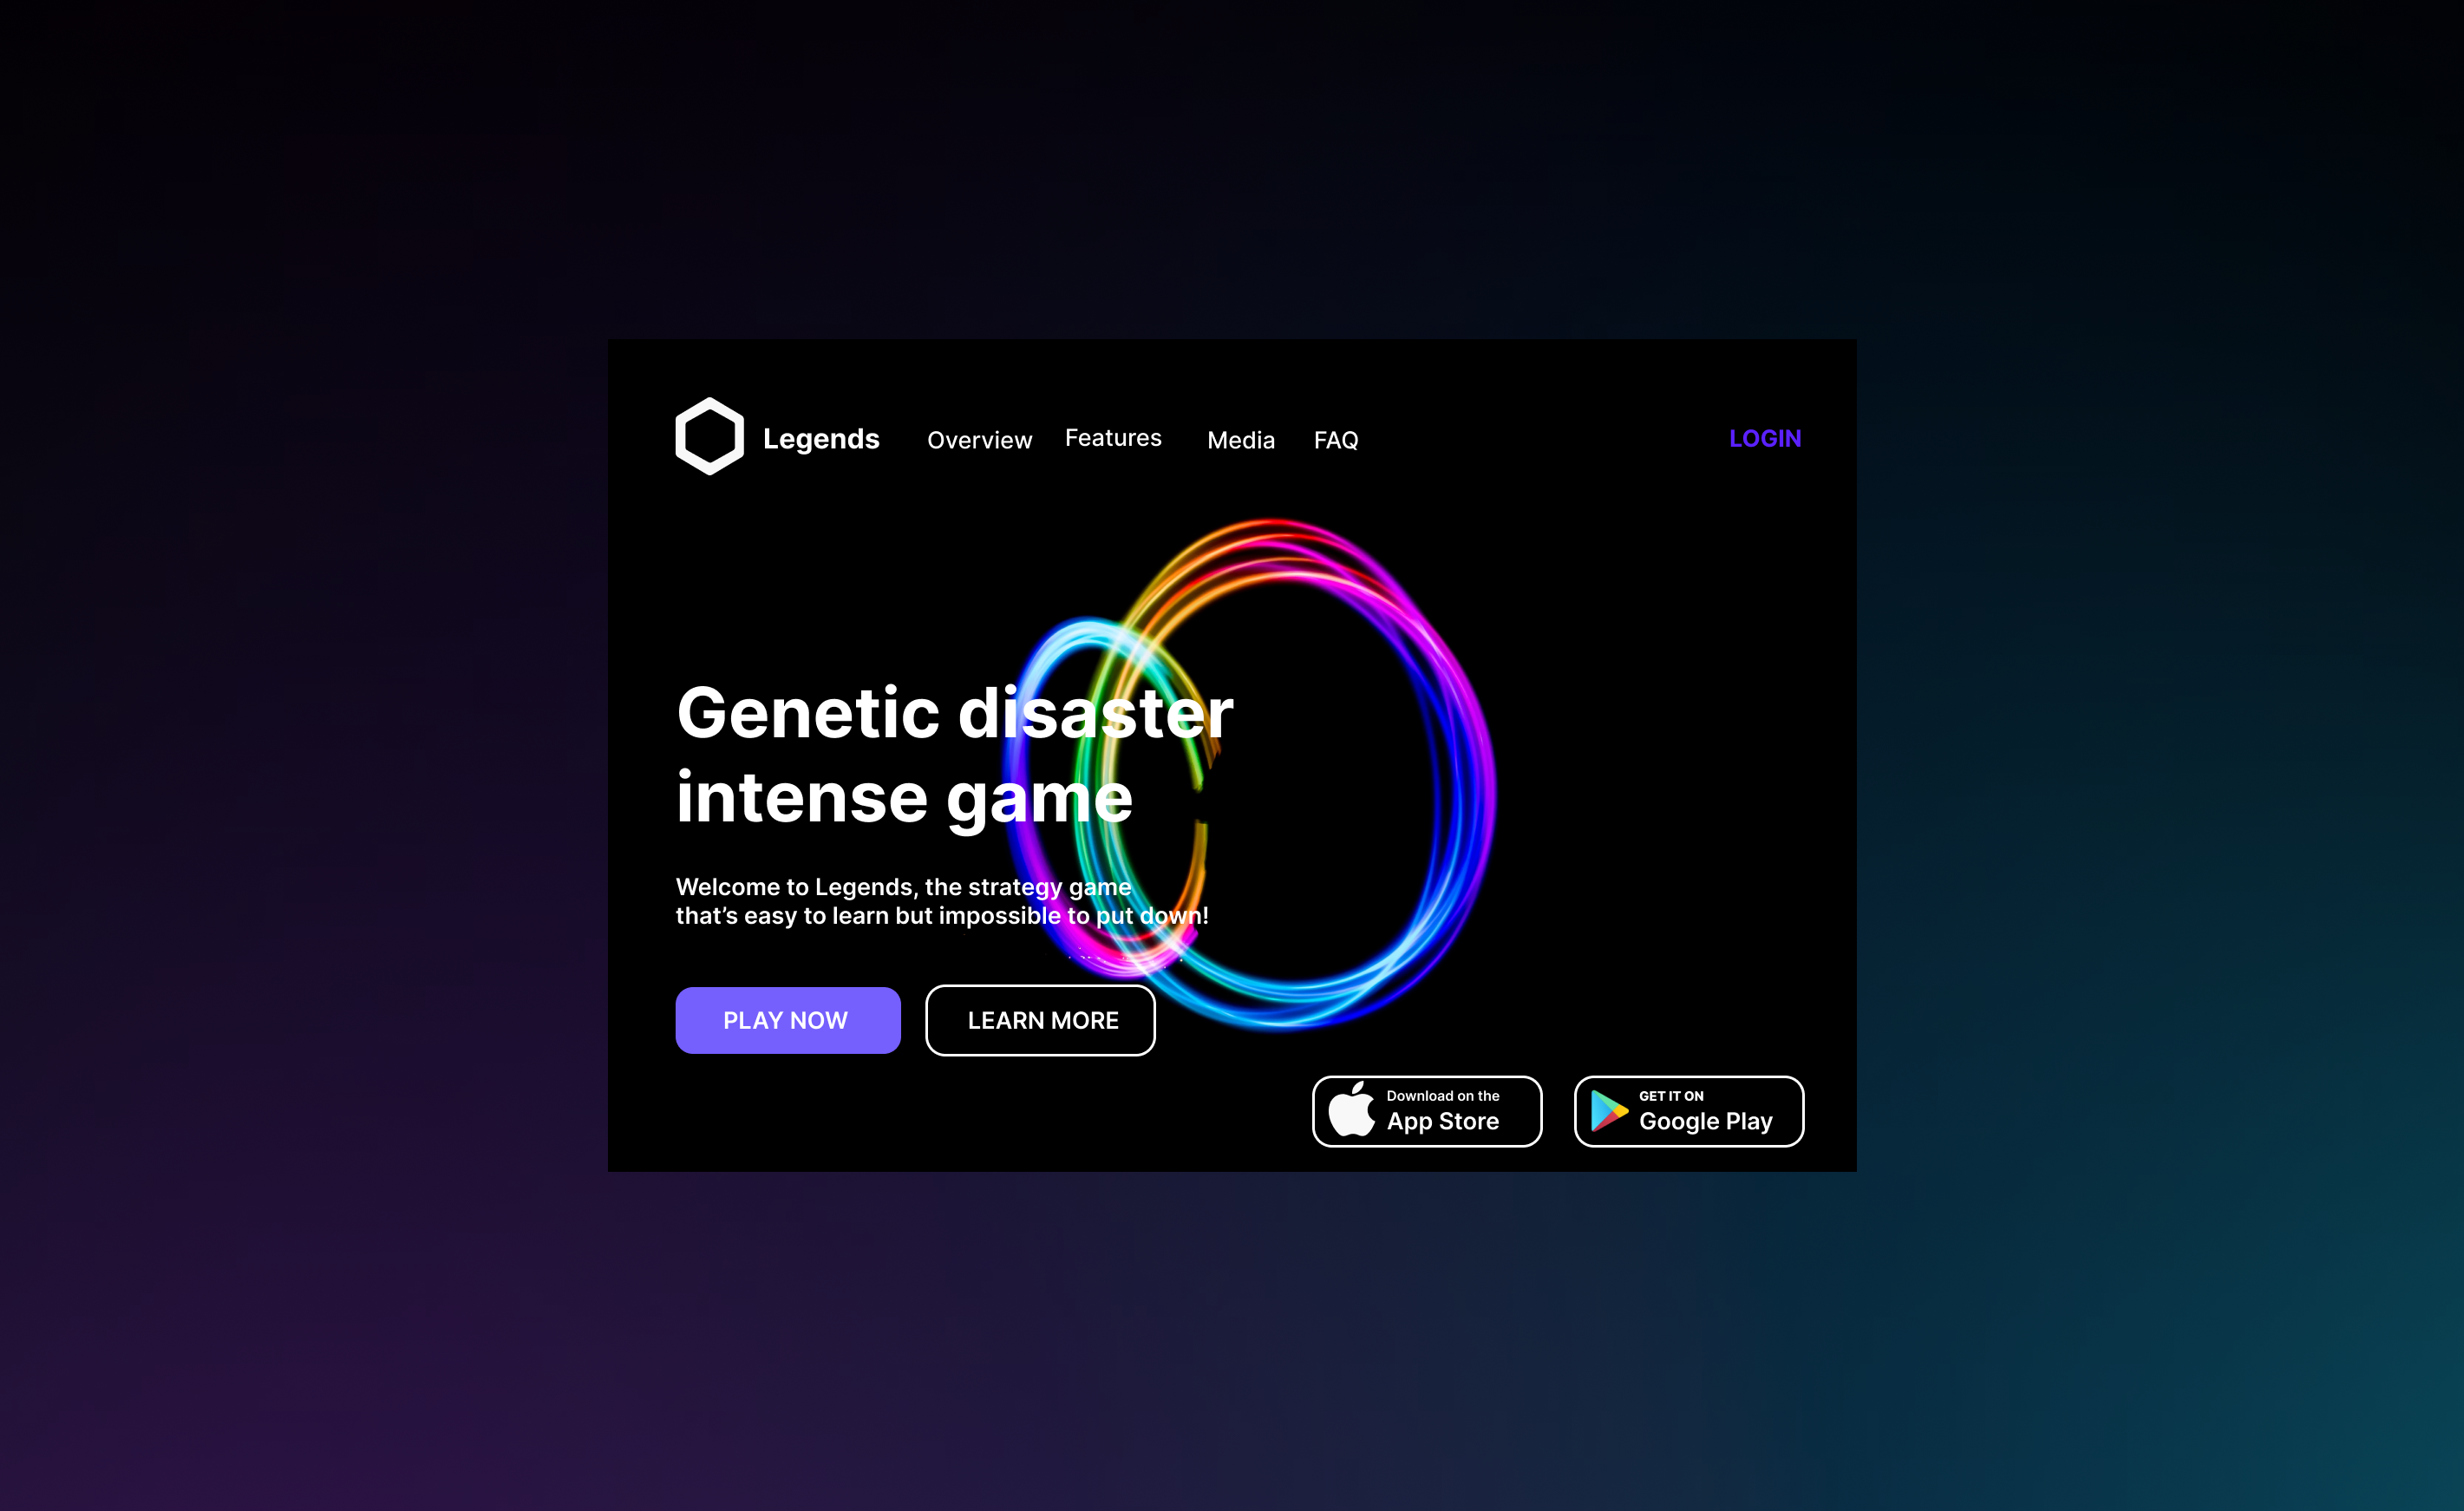 Legends
Overview
Features
Media
FAQ
LOGIN
Genetic disaster
intense game
Welcome to Legends, the strategy game
that’s easy to learn but impossible to put down!
PLAY NOW
LEARN MORE
Download on the
App Store
GET IT ON
Google Play